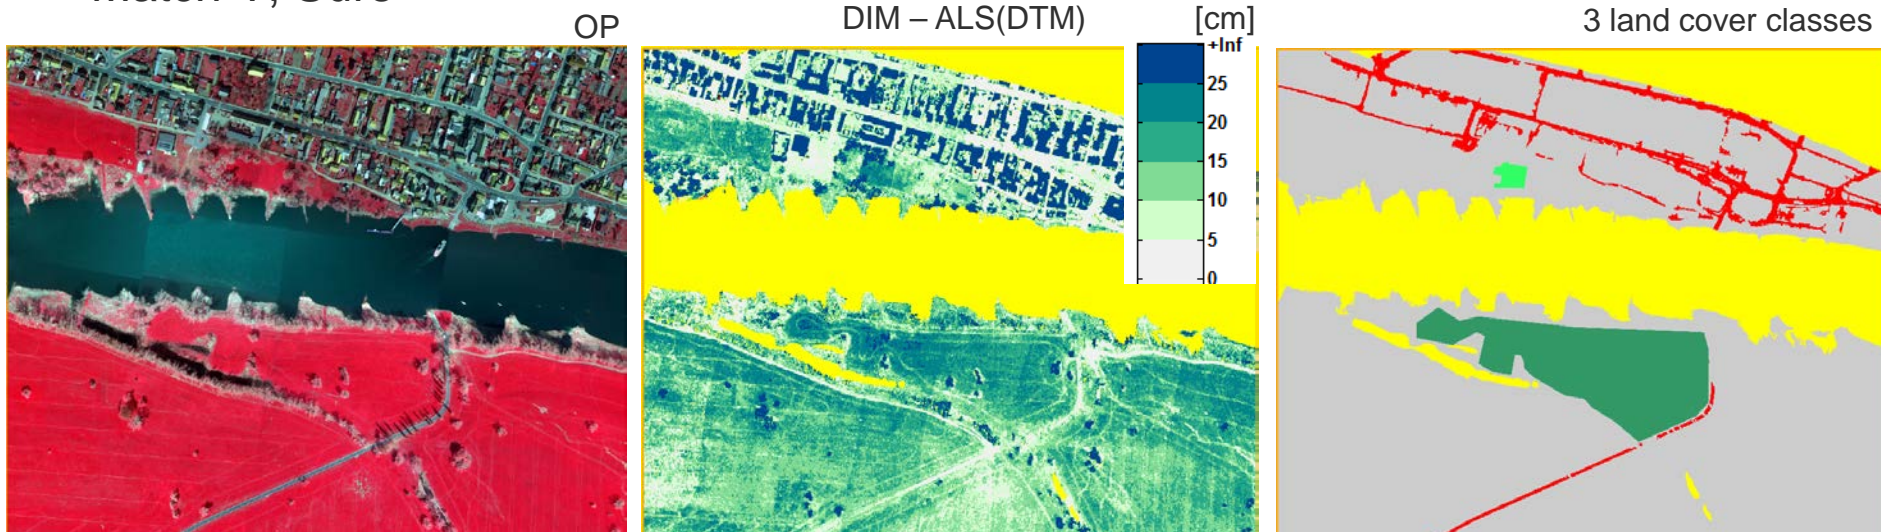 OP
DIM – ALS(DTM)
[cm]
3 land cover classes
+Inf
25
20
15
10
5
0